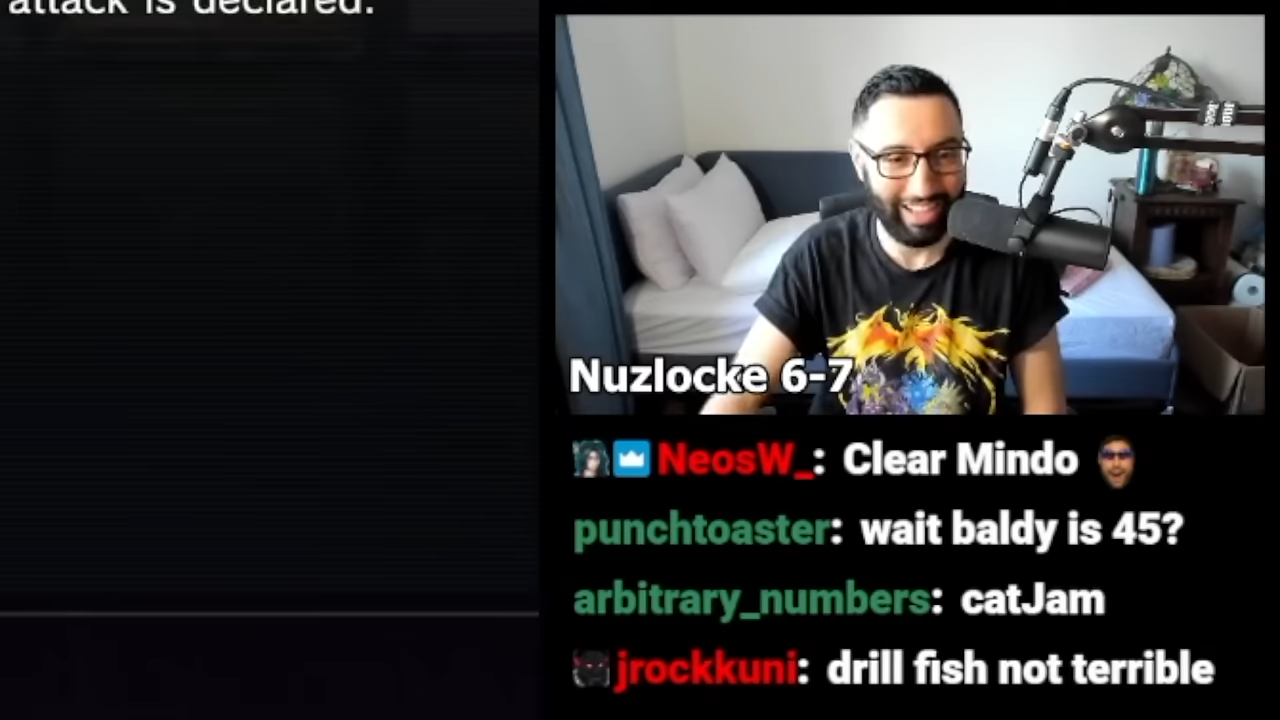 attack is declared.
Nuzlocke 6-7
NeosW_: Clear Mindo
punchtoaster: wait baldy is 45?
arbitrary_numbers: catJam
jrockkuni: drill fish not terrible